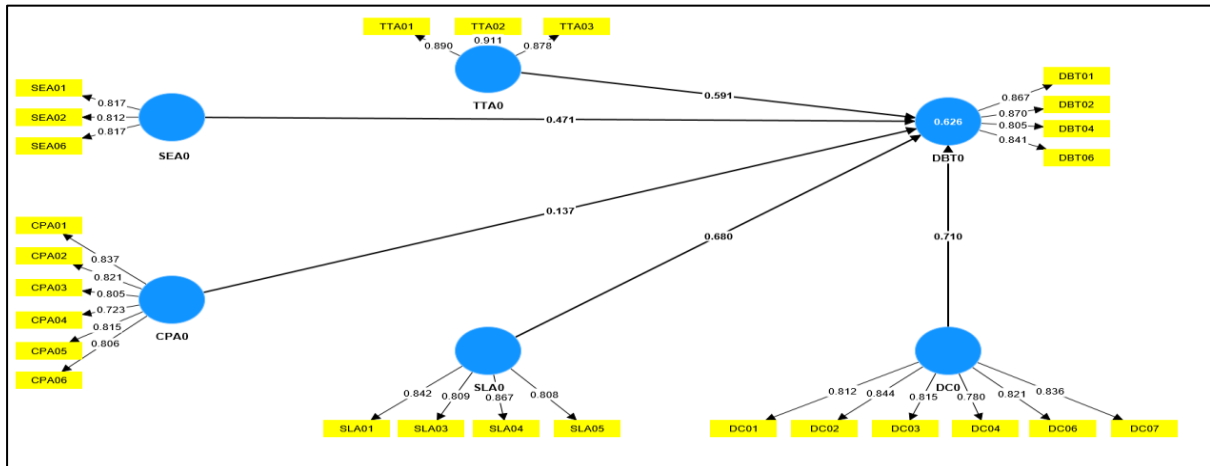 TTA01 TTA02 TTA03
0.890 0.911 0.878
TTA0
SEA01
SEA02
SEA06
0.817
0.812
0.817
SEA0
DBT01
DBT02
DBT04
DBT06
0.867
0.870
0.805
0.841
0.626
DBT0
0.591
0.471
0.137
0.680
0.710
CPA01
CPA02
CPA03
CPA04
CPA05
CPA06
0.837
0.821
0.805
0.723
0.815
0.806
CPA0
SLA0
0.842 0.809 0.867 0.808
SLA01 SLA03 SLA04 SLA05
DC0
0.812 0.844 0.815 0.780 0.821 0.836
DC01 DC02 DC03 DC04 DC06 DC07